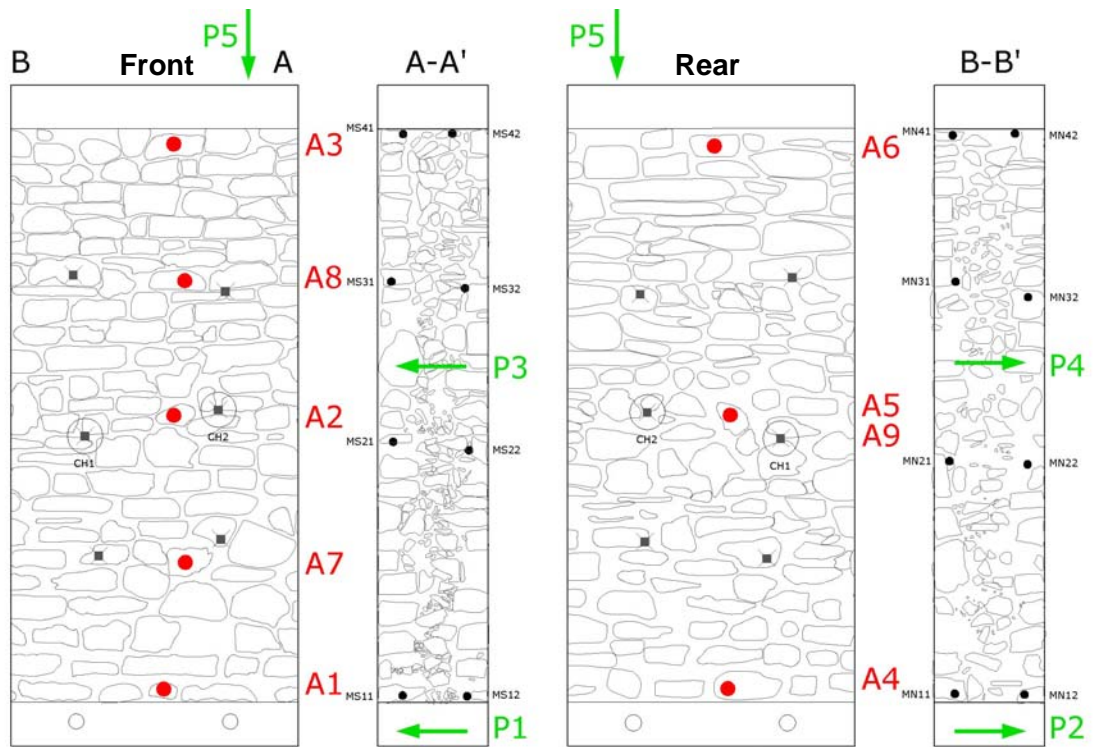 P5
P5
B Front A
A-A'
Rear
B-B'
MS41 MS42
MN41 MN42
A3
A6
A8
MS31 MS32
MN31 MN32
P3
P4
A2
A5
A9
CH2
CH1
CH2
CH1
MS21 MS22
MN21 MN22
A7
A1
A4
MS11 MS12
MN11 MN12
P1
P2